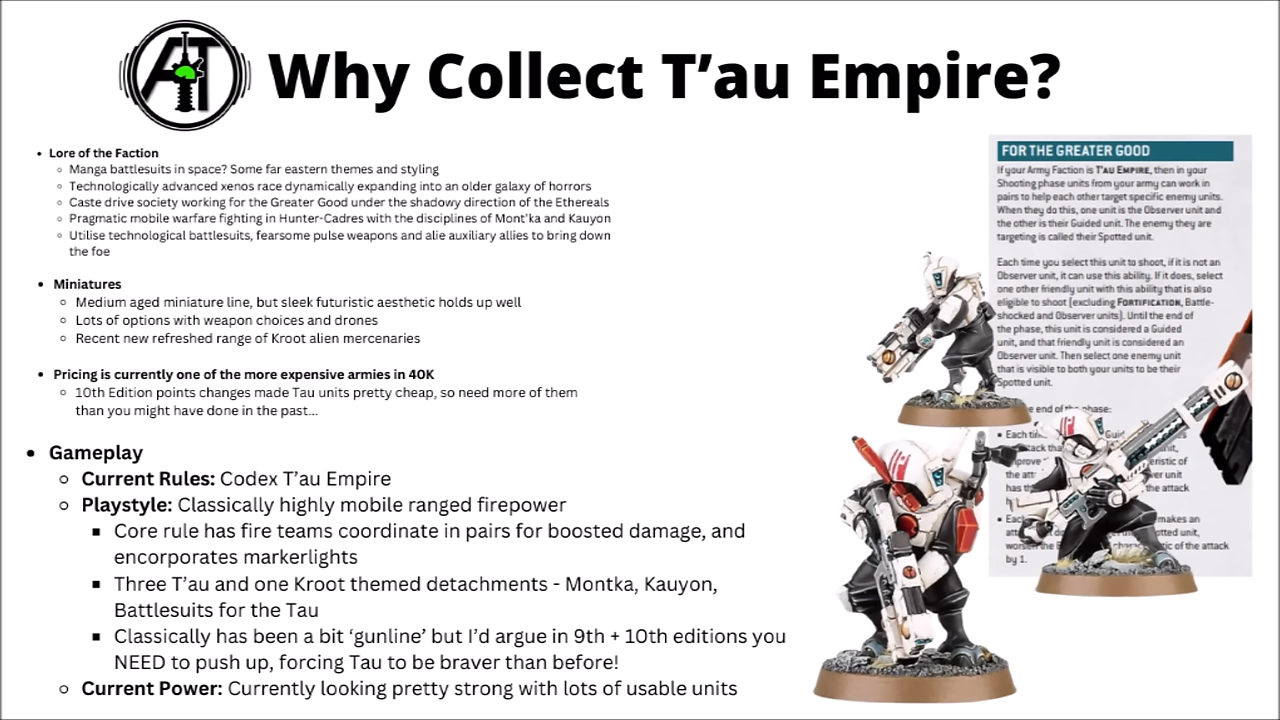 AT
Why Collect T’au Empire?
• Lore of the Faction
◦ Manga battlesuits in space? Some far eastern themes and styling
◦ Technologically advanced xenos race dynamically expanding into an older galaxy of horrors
◦ Caste drive society working for the Greater Good under the shadowy direction of the Ethereals
◦ Pragmatic mobile warfare fighting in Hunter-Cadres with the disciplines of Mont'ka and Kauyon
◦ Utilise technological battlesuits, fearsome pulse weapons and alie auxiliary allies to bring down
the foe
• Miniatures
◦ Medium aged miniature line, but sleek futuristic aesthetic holds up well
◦ Lots of options with weapon choices and drones
◦ Recent new refreshed range of Kroot alien mercenaries
• Pricing is currently one of the more expensive armies in 40K
◦ 10th Edition points changes made Tau units pretty cheap, so need more of them
than you might have done in the past...
• Gameplay
◦ Current Rules: Codex T’au Empire
◦ Playstyle: Classically highly mobile ranged firepower
▪ Core rule has fire teams coordinate in pairs for boosted damage, and
encorporates markerlights
▪ Three T’au and one Kroot themed detachments - Montka, Kauyon,
Battlesuits for the Tau
▪ Classically has been a bit ‘gunline’ but I’d argue in 9th + 10th editions you
NEED to push up, forcing Tau to be braver than before!
◦ Current Power: Currently looking pretty strong with lots of usable units
FOR THE GREATER GOOD
If your Army Faction is T'AU EMPIRE, then in your
Shooting phase units from your army can work in
pairs to help each other target specific enemy units.
When they do this, one unit is the Observer unit and
the other is their Guided unit. The enemy they are
targeting is called their Spotted unit.
Each time you select this unit to shoot, if it is not an
Observer unit, it can use this ability. If it does, select
one other friendly unit with this ability that is also
eligible to shoot (excluding FORTIFICATION, Battle-
shocked and Observer units). Until the end of
the phase, this unit is considered a Guided
unit, and that friendly unit is considered an
Observer unit. Then select one enemy unit
that is visible to both your units to be their
Spotted unit.
e end of the phase:
▪ Each
the
has
the attack
▪
makes an
unit,
of the attack
by 1.